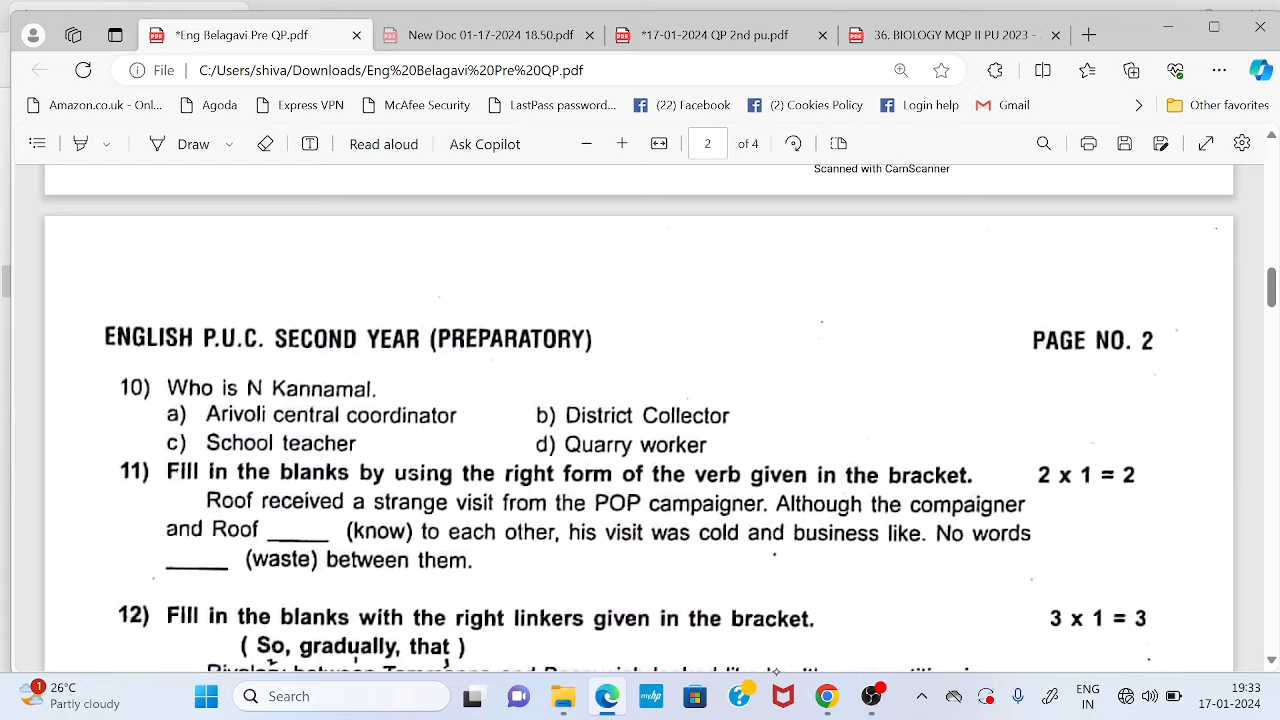 *Eng Belagavi Pre QP.pdf
New Doc 01-17-2024 18.50.pdf
*17-01-2024 QP 2nd pu.pdf
36 BIOLOGY MQP II PU 2023 -
File C:/Users/shiva/Downloads/Eng%20Belagavi%20Pre%20QP.pdf
Amazon.co.uk - Onl... Agoda Express VPN McAfee Security LastPass password... (22) Facebook (2) Cookies Policy Login help Gmail Other favorites
Draw Read aloud Ask Copilot 2 of 4
Scanned with CamScanner
ENGLISH P.U.C. SECOND YEAR (PREPARATORY) PAGE NO. 2
10) Who is N Kannamal.
a) Arivoli central coordinator b) District Collector
c) School teacher d) Quarry worker
11) Fill in the blanks by using the right form of the verb given in the bracket. 2 x 1 = 2
Roof received a strange visit from the POP campaigner. Although the compaigner
and Roof _____ (know) to each other, his visit was cold and business like. No words
_____ (waste) between them.
12) Fill in the blanks with the right linkers given in the bracket. 3 x 1 = 3
( So, gradually, that )
1 26°C
Partly cloudy
Search
myhp
ENG
IN
19:33
17-01-2024